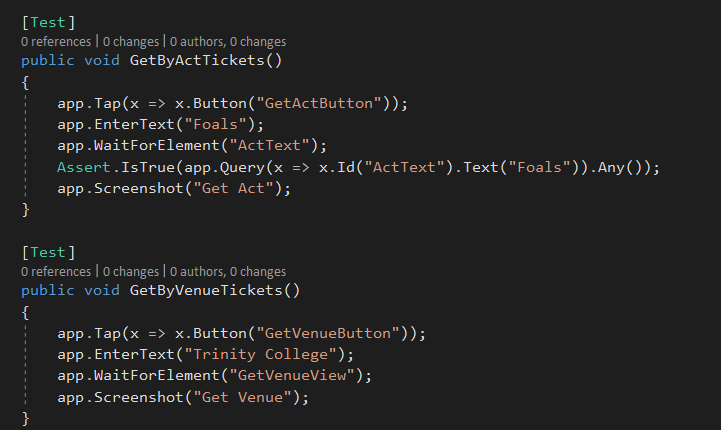 [Test]
0 references | 0 changes | 0 authors, 0 changes
public void GetByActTickets()
{
app.Tap(x => x.Button("GetActButton"));
app.EnterText("Foals");
app.WaitForElement("ActText");
Assert.IsTrue(app.Query(x => x.Id("ActText").Text("Foals")).Any());
app.Screenshot("Get Act");
}
[Test]
0 references | 0 changes | 0 authors, 0 changes
public void GetByVenueTickets()
{
app.Tap(x => x.Button("GetVenueButton"));
app.EnterText("Trinity College");
app.WaitForElement("GetVenueView");
app.Screenshot("Get Venue");
}